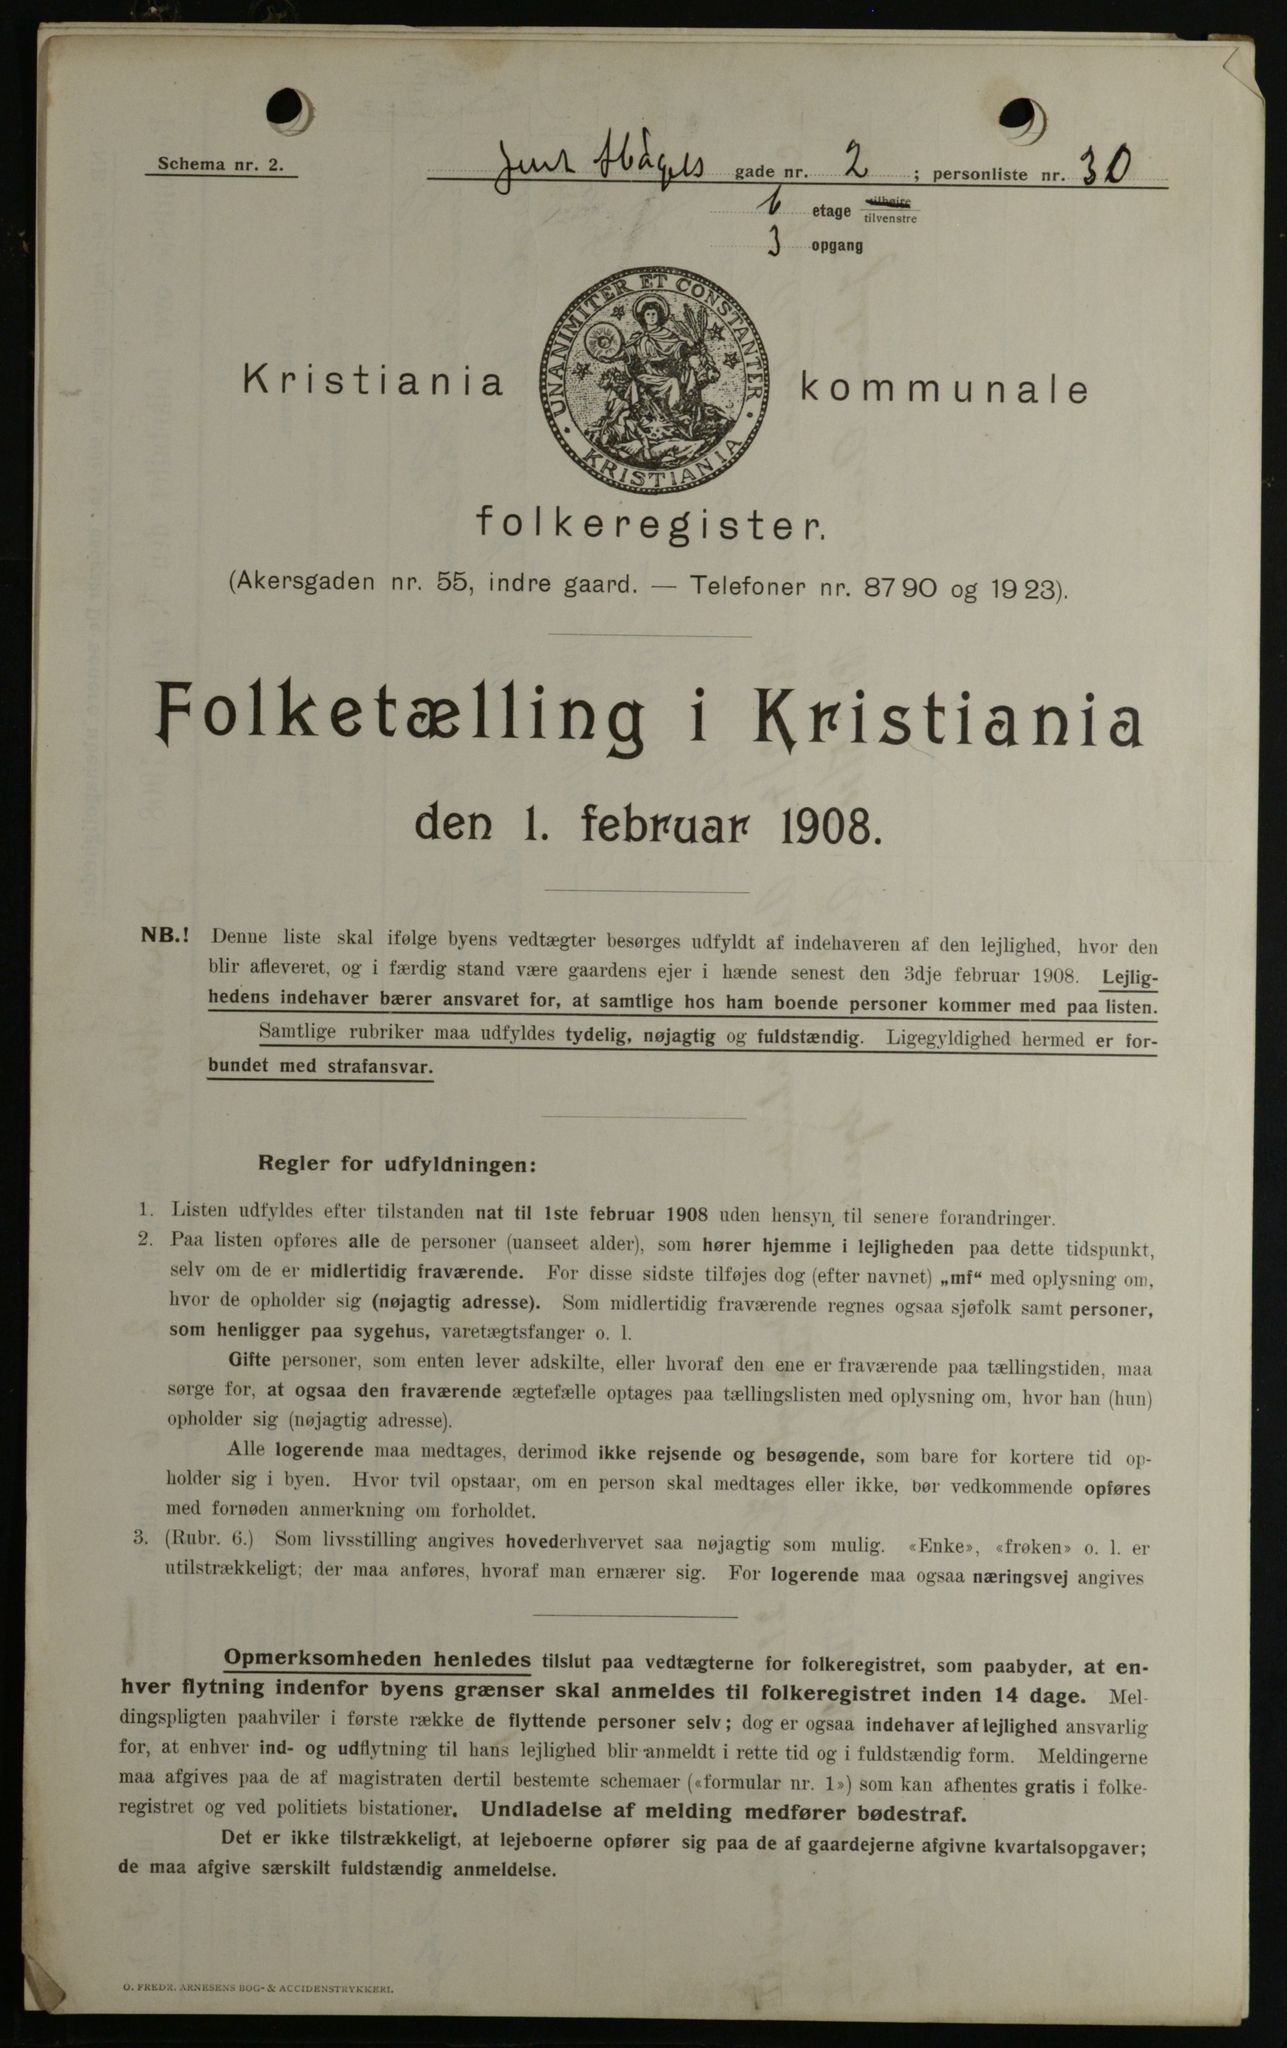 Schema nr. 2.
gade nr. 2 ; personliste nr. 30
6 etage tilhøire
tilvenstre
3 opgang
UNANIMITER ET CONSTANTER
KRISTIANIA
Kristiania kommunale
folkeregister.
(Akersgaden nr. 55, indre gaard. — Telefoner nr. 87 90 og 19 23).
Folketælling i Kristiania
den 1. februar 1908.
NB.! Denne liste skal ifølge byens vedtægter besørges udfyldt af indehaveren af den lejlighed, hvor den
blir afleveret, og i færdig stand være gaardens ejer i hænde senest den 3dje februar 1908. Lejlig-
hedens indehaver bærer ansvaret for, at samtlige hos ham boende personer kommer med paa listen.
Samtlige rubriker maa udfyldes tydelig, nøjagtig og fuldstændig. Ligegyldighed hermed er for-
bundet med strafansvar.
Regler for udfyldningen:
1. Listen udfyldes efter tilstanden nat til 1ste februar 1908 uden hensyn til senere forandringer.
2. Paa listen opføres alle de personer (uanseet alder), som hører hjemme i lejligheden paa dette tidspunkt,
selv om de er midlertidig fraværende. For disse sidste tilføjes dog (efter navnet) „mf“ med oplysning om,
hvor de opholder sig (nøjagtig adresse). Som midlertidig fraværende regnes ogsaa sjøfolk samt personer,
som henligger paa sygehus, varetægtsfanger o. l.
Gifte personer, som enten lever adskilte, eller hvoraf den ene er fraværende paa tællingstiden, maa
sørge for, at ogsaa den fraværende ægtefælle optages paa tællingslisten med oplysning om, hvor han (hun)
opholder sig (nøjagtig adresse).
Alle logerende maa medtages, derimod ikke rejsende og besøgende, som bare for kortere tid op-
holder sig i byen. Hvor tvil opstaar, om en person skal medtages eller ikke, bør vedkommende opføres
med fornøden anmerkning om forholdet.
3. (Rubr. 6.) Som livsstilling angives hovederhvervet saa nøjagtig som mulig. «Enke», «frøken» o. l. er
utilstrækkeligt; der maa anføres, hvoraf man ernærer sig. For logerende maa ogsaa næringsvej angives
Opmerksomheden henledes tilslut paa vedtægterne for folkeregistret, som paabyder, at en-
hver flytning indenfor byens grænser skal anmeldes til folkeregistret inden 14 dage. Mel-
dingspligten paahviler i første række de flyttende personer selv; dog er ogsaa indehaver af lejlighed ansvarlig
for, at enhver ind- og udflytning til hans lejlighed blir anmeldt i rette tid og i fuldstændig form. Meldingerne
maa afgives paa de af magistraten dertil bestemte schemaer («formular nr. 1») som kan afhentes gratis i folke-
registret og ved politiets bistationer. Undladelse af melding medfører bødestraf.
Det er ikke tilstrækkeligt, at lejeboerne opfører sig paa de af gaardejerne afgivne kvartalsopgaver;
de maa afgive særskilt fuldstændig anmeldelse.
O. FREDR. ARNESENS BOG- & ACCIDENSTRYKKERI.